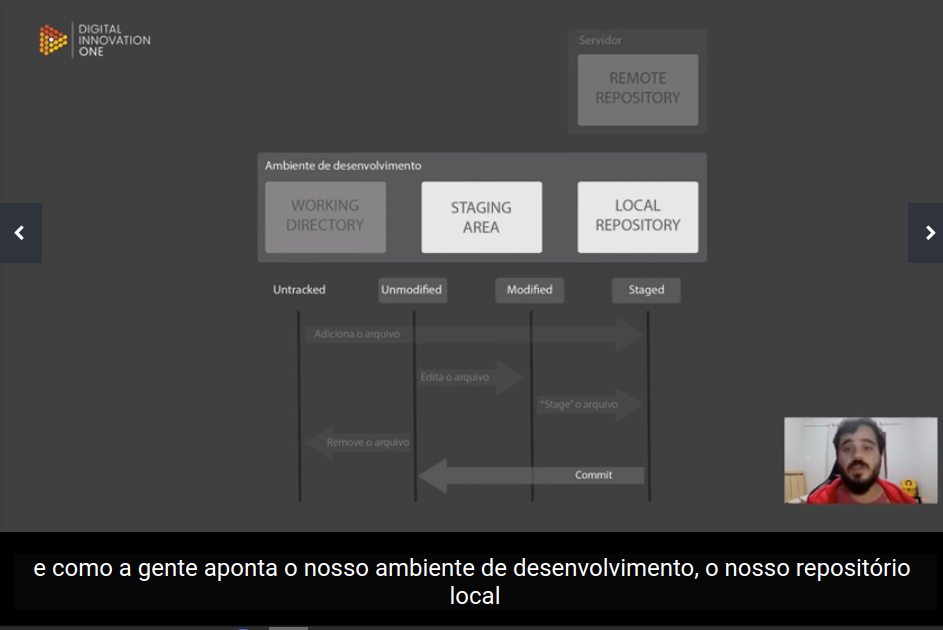 DIGITAL
INNOVATION
ONE
Servidor
REMOTE
REPOSITORY
Ambiente de desenvolvimento
WORKING
DIRECTORY
STAGING
AREA
LOCAL
REPOSITORY
Untracked
Unmodified
Modified
Staged
Adiciona o arquivo
Edita o arquivo
"Stage" o arquivo
Remove o arquivo
Commit
e como a gente aponta o nosso ambiente de desenvolvimento, o nosso repositório
local